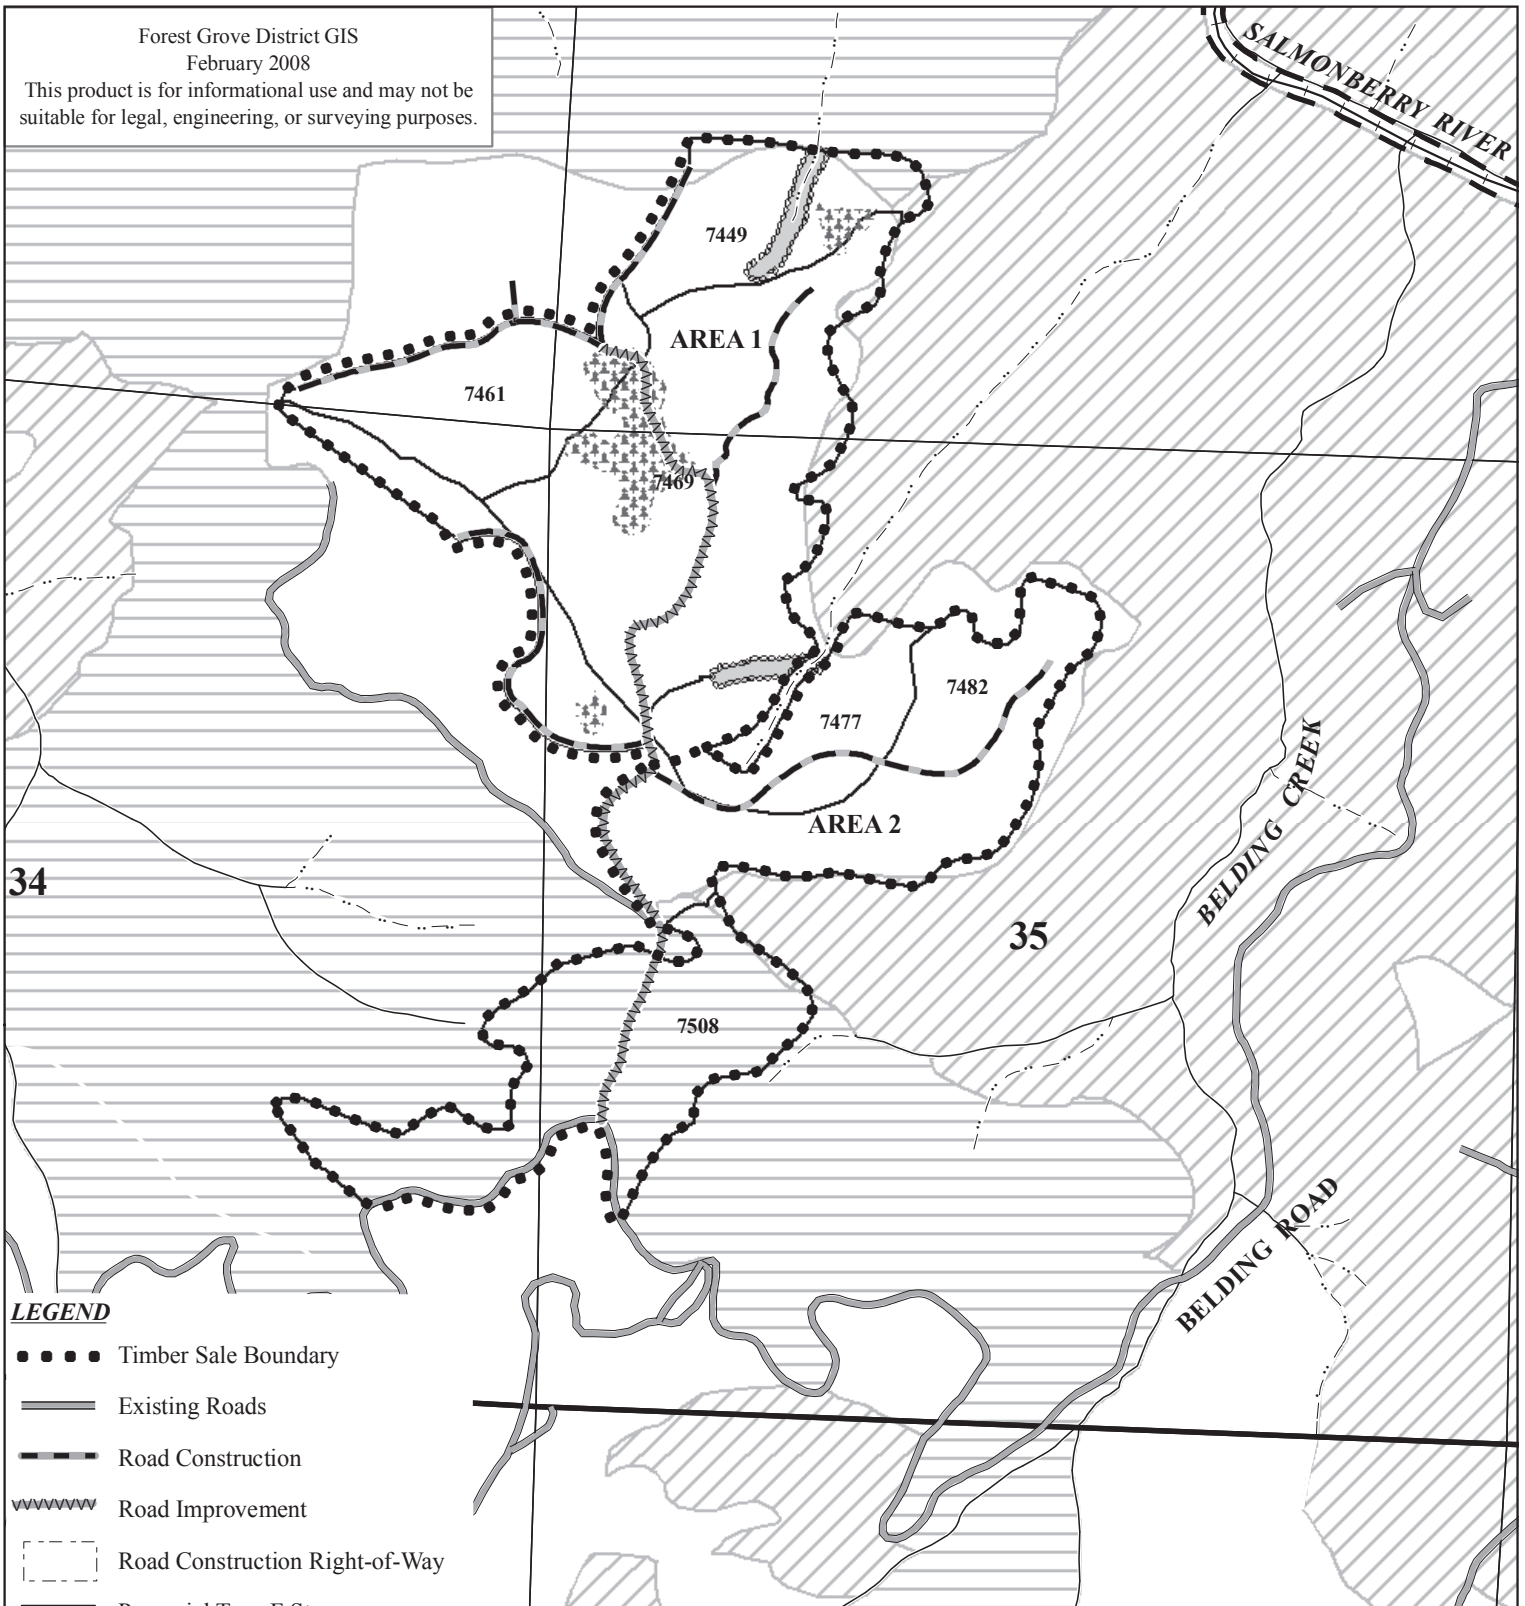 Forest Grove District GIS
February 2008
This product is for informational use and may not be
suitable for legal, engineering, or surveying purposes.
SALMONBERRY RIVER
7449
AREA 1
7461
7469
7482
7477
AREA 2
BELDING CREEK
34
35
7508
BELDING ROAD
LEGEND
Timber Sale Boundary
Existing Roads
Road Construction
Road Improvement
Road Construction Right-of-Way